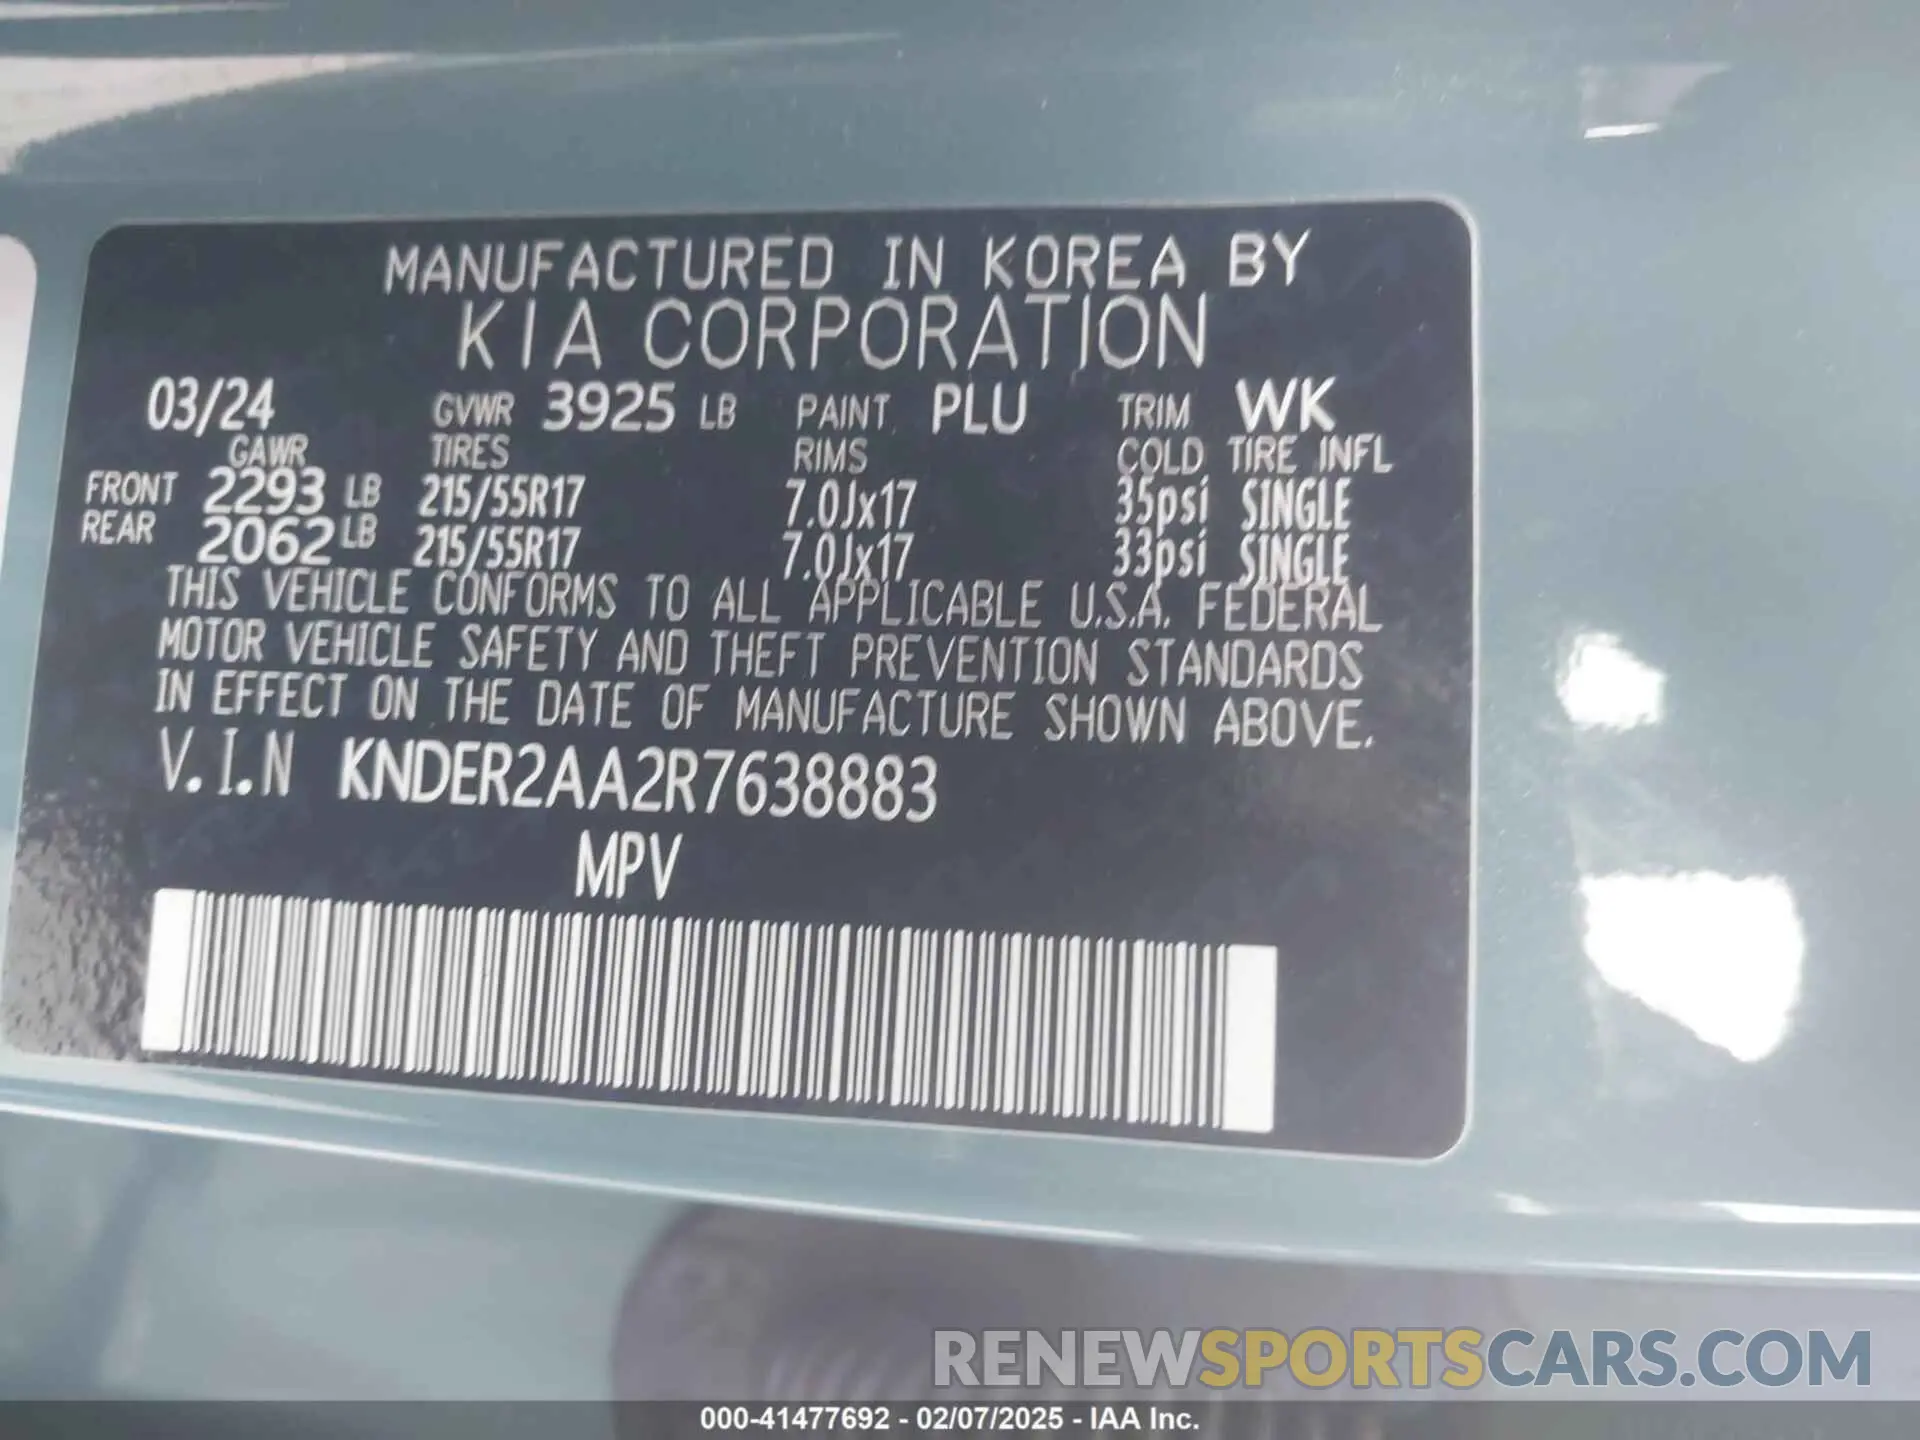 MANUFACTURED IN KOREA BY
KIA CORPORATION
03/24 GVWR 3925 LB PAINT PLU TRIM WK
GAWR TIRES RIMS COLD TIRE INFL
FRONT 2293 LB 215/55R17 7.0Jx17 35psi SINGLE
REAR 2062 LB 215/55R17 7.0Jx17 33psi SINGLE
THIS VEHICLE CONFORMS TO ALL APPLICABLE U.S.A. FEDERAL
MOTOR VEHICLE SAFETY AND THEFT PREVENTION STANDARDS
IN EFFECT ON THE DATE OF MANUFACTURE SHOWN ABOVE.
V.I.N KNDER2AA2R7638883
MPV
RENEWSPORTSCARS.COM
000-41477692 - 02/07/2025 - IAA Inc.